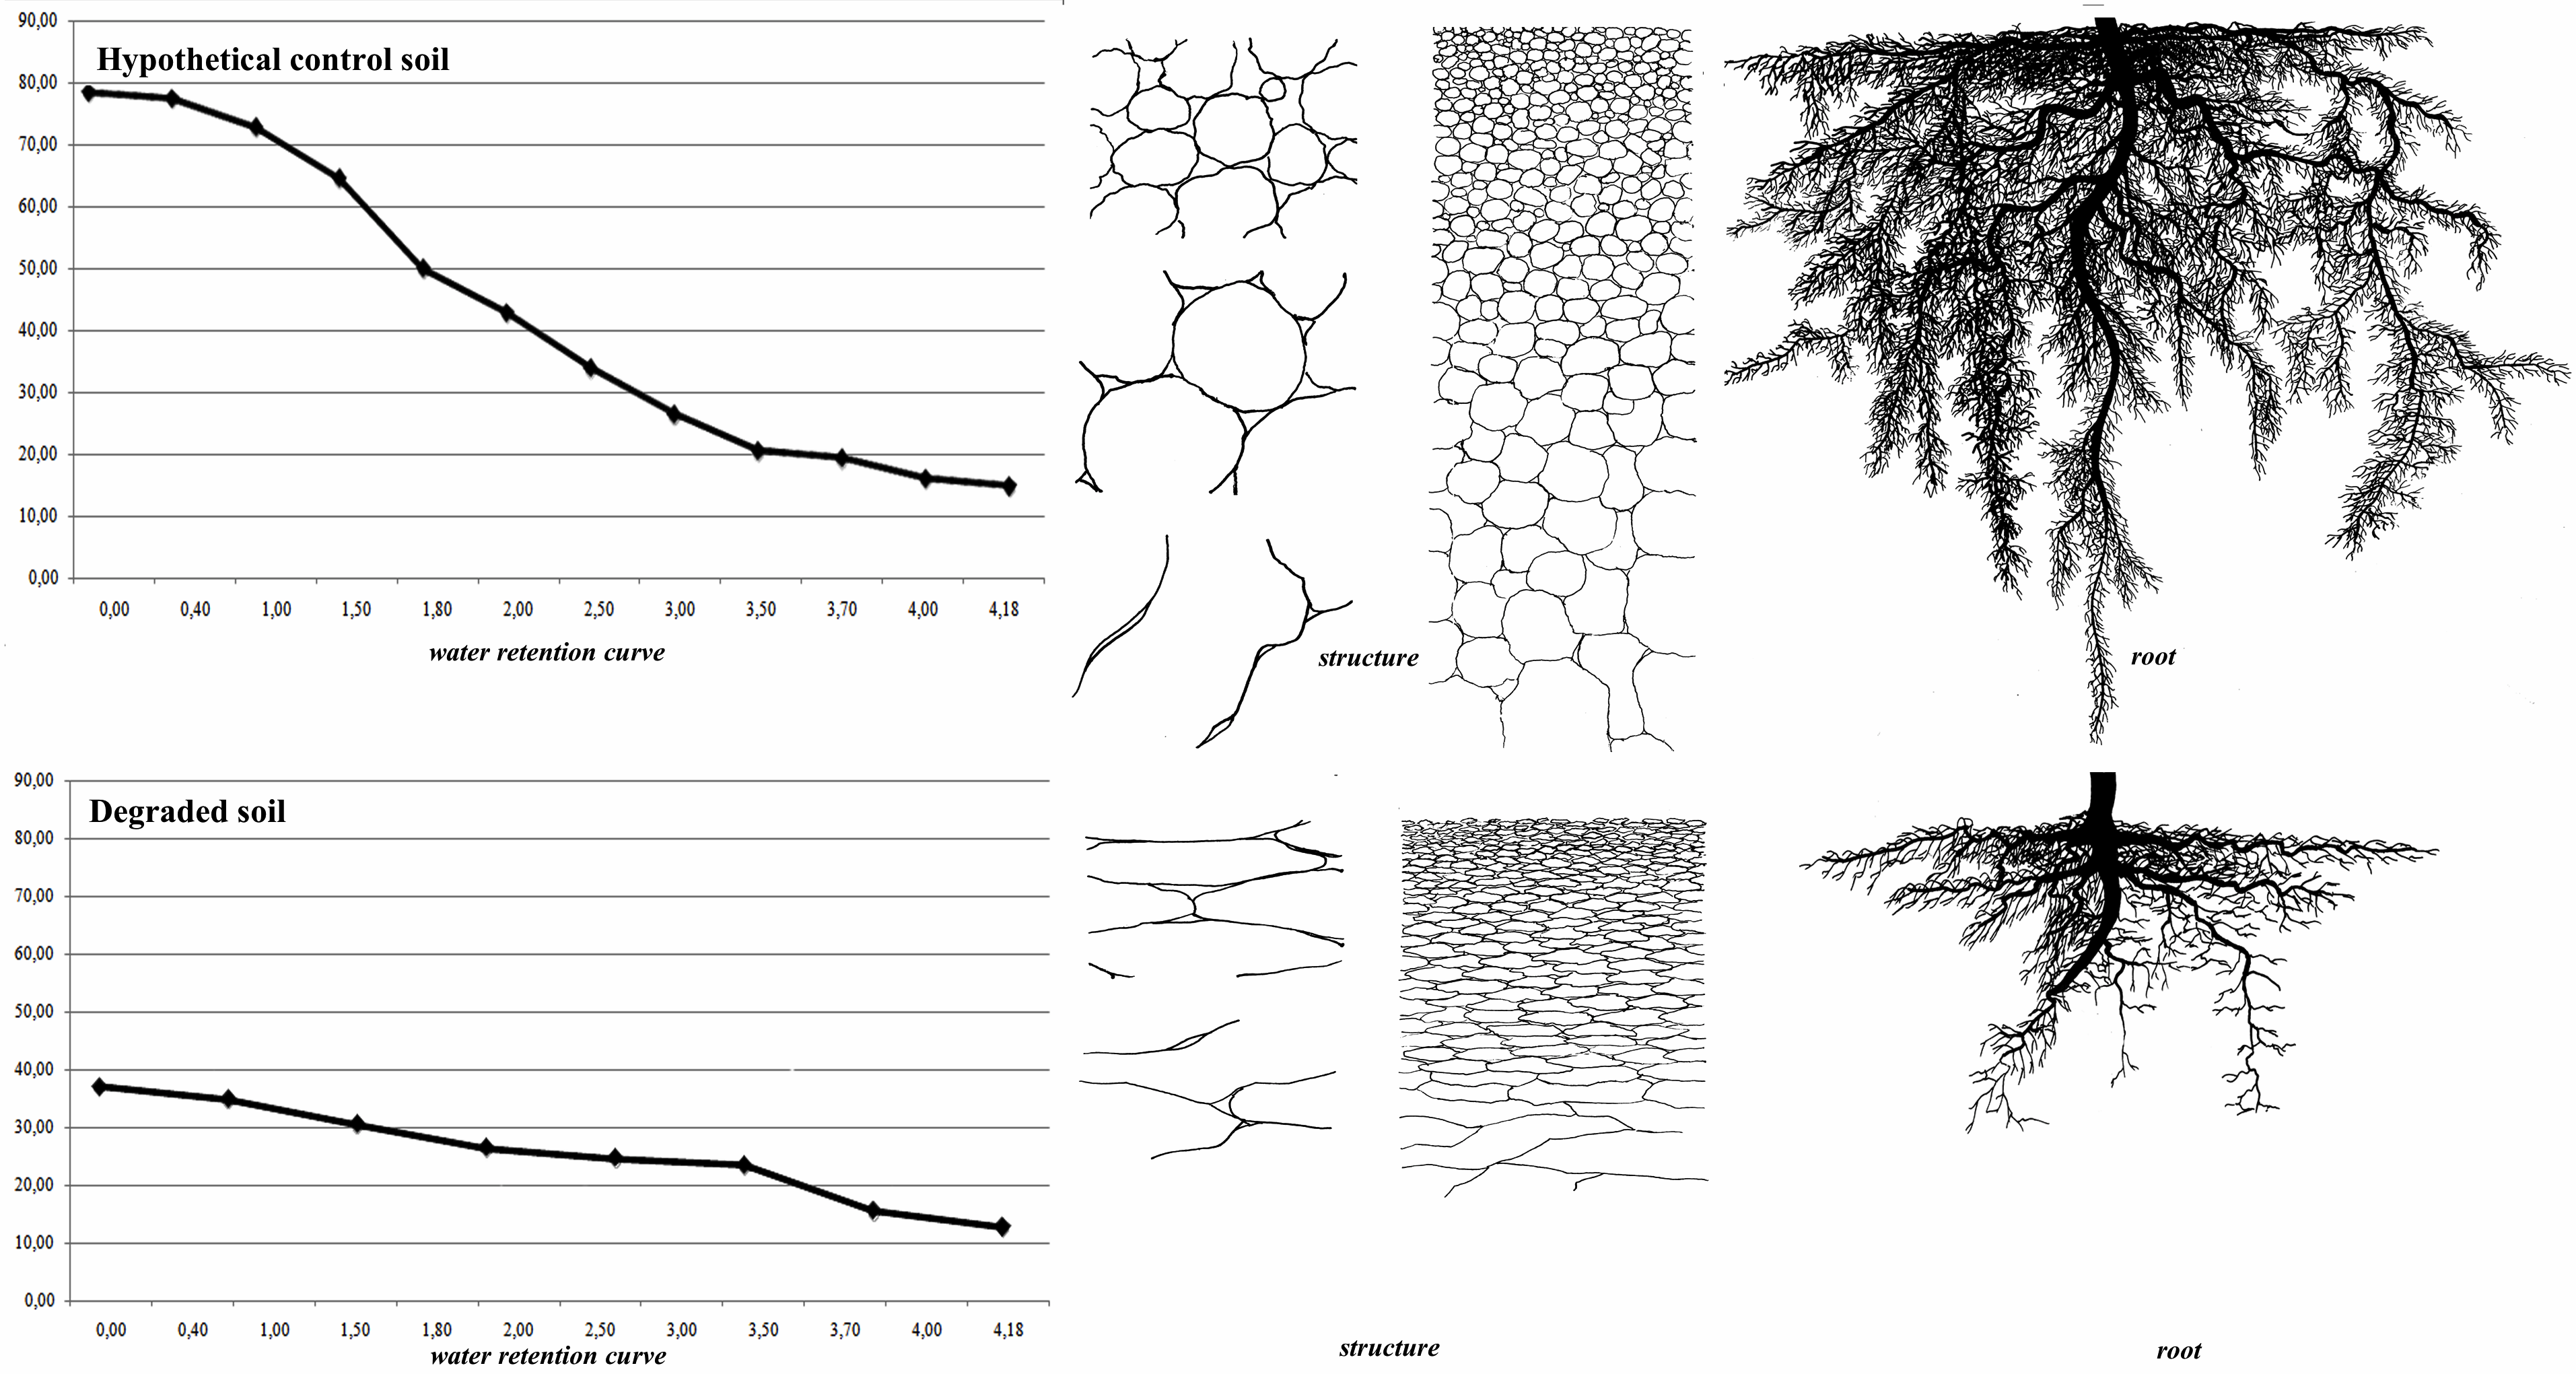 90,00
Hypothetical control soil
80,00
70,00
60,00
50,00
40,00
30,00
20,00
10,00
0,00
0,00 0,40 1,00 1,50 1,80 2,00 2,50 3,00 3,50 3,70 4,00 4,18
water retention curve
structure
root
90,00
Degraded soil
80,00
70,00
60,00
50,00
40,00
30,00
20,00
10,00
0,00
0,00 0,40 1,00 1,50 1,80 2,00 2,50 3,00 3,50 3,70 4,00 4,18
water retention curve
structure
root